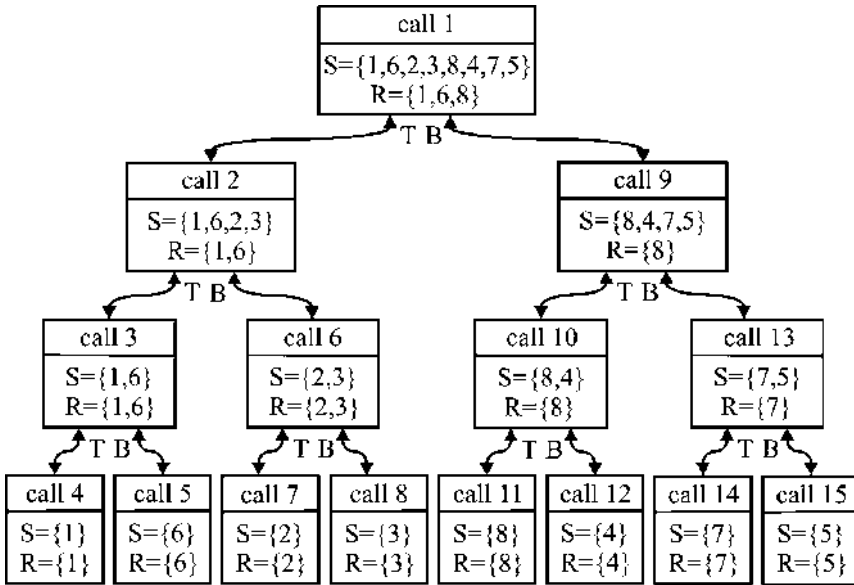 call 1
S={1,6,2,3,8,4,7,5}
R={1,6,8}
T B
call 2
S={1,6,2,3}
R={1,6}
call 9
S={8,4,7,5}
R={8}
T B
T B
call 3
S={1,6}
R={1,6}
call 6
S={2,3}
R={2,3}
call 10
S={8,4}
R={8}
call 13
S={7,5}
R={7}
T B
T B
T B
T B
call 4
S={1}
R={1}
call 5
S={6}
R={6}
call 7
S={2}
R={2}
call 8
S={3}
R={3}
call 11
S={8}
R={8}
call 12
S={4}
R={4}
call 14
S={7}
R={7}
call 15
S={5}
R={5}